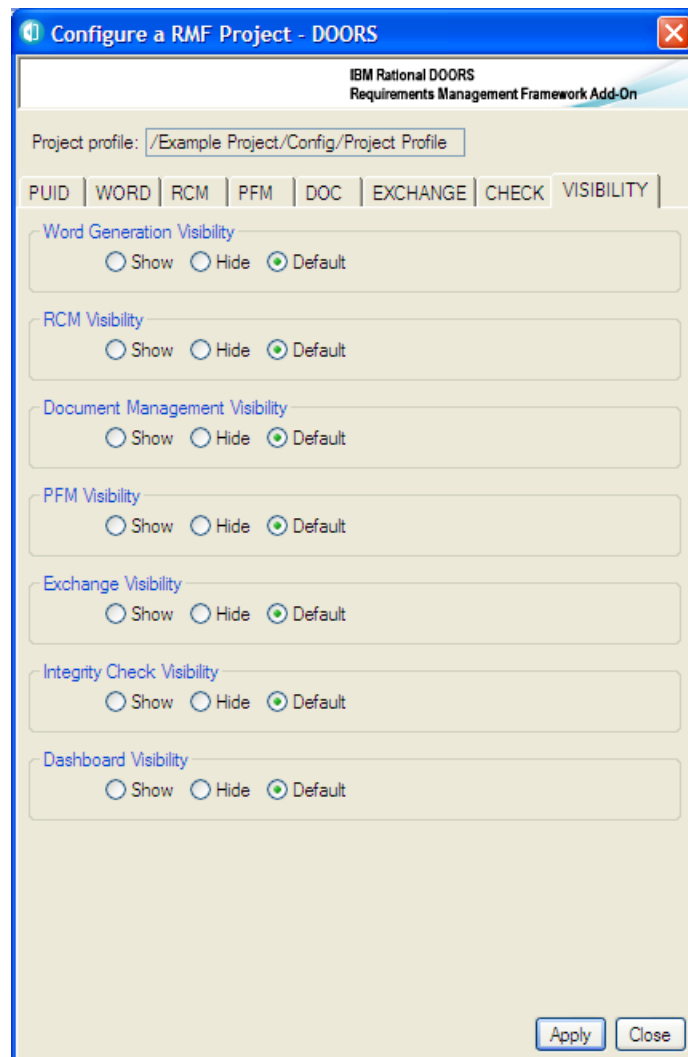 Configure a RMF Project - DOORS
IBM Rational DOORS
Requirements Management Framework Add-On
Project profile: /Example Project/Config/Project Profile
PUID WORD RCM PFM DOC EXCHANGE CHECK VISIBILITY
Word Generation Visibility
Show Hide Default
RCM Visibility
Show Hide Default
Document Management Visibility
Show Hide Default
PFM Visibility
Show Hide Default
Exchange Visibility
Show Hide Default
Integrity Check Visibility
Show Hide Default
Dashboard Visibility
Show Hide Default
Apply Close